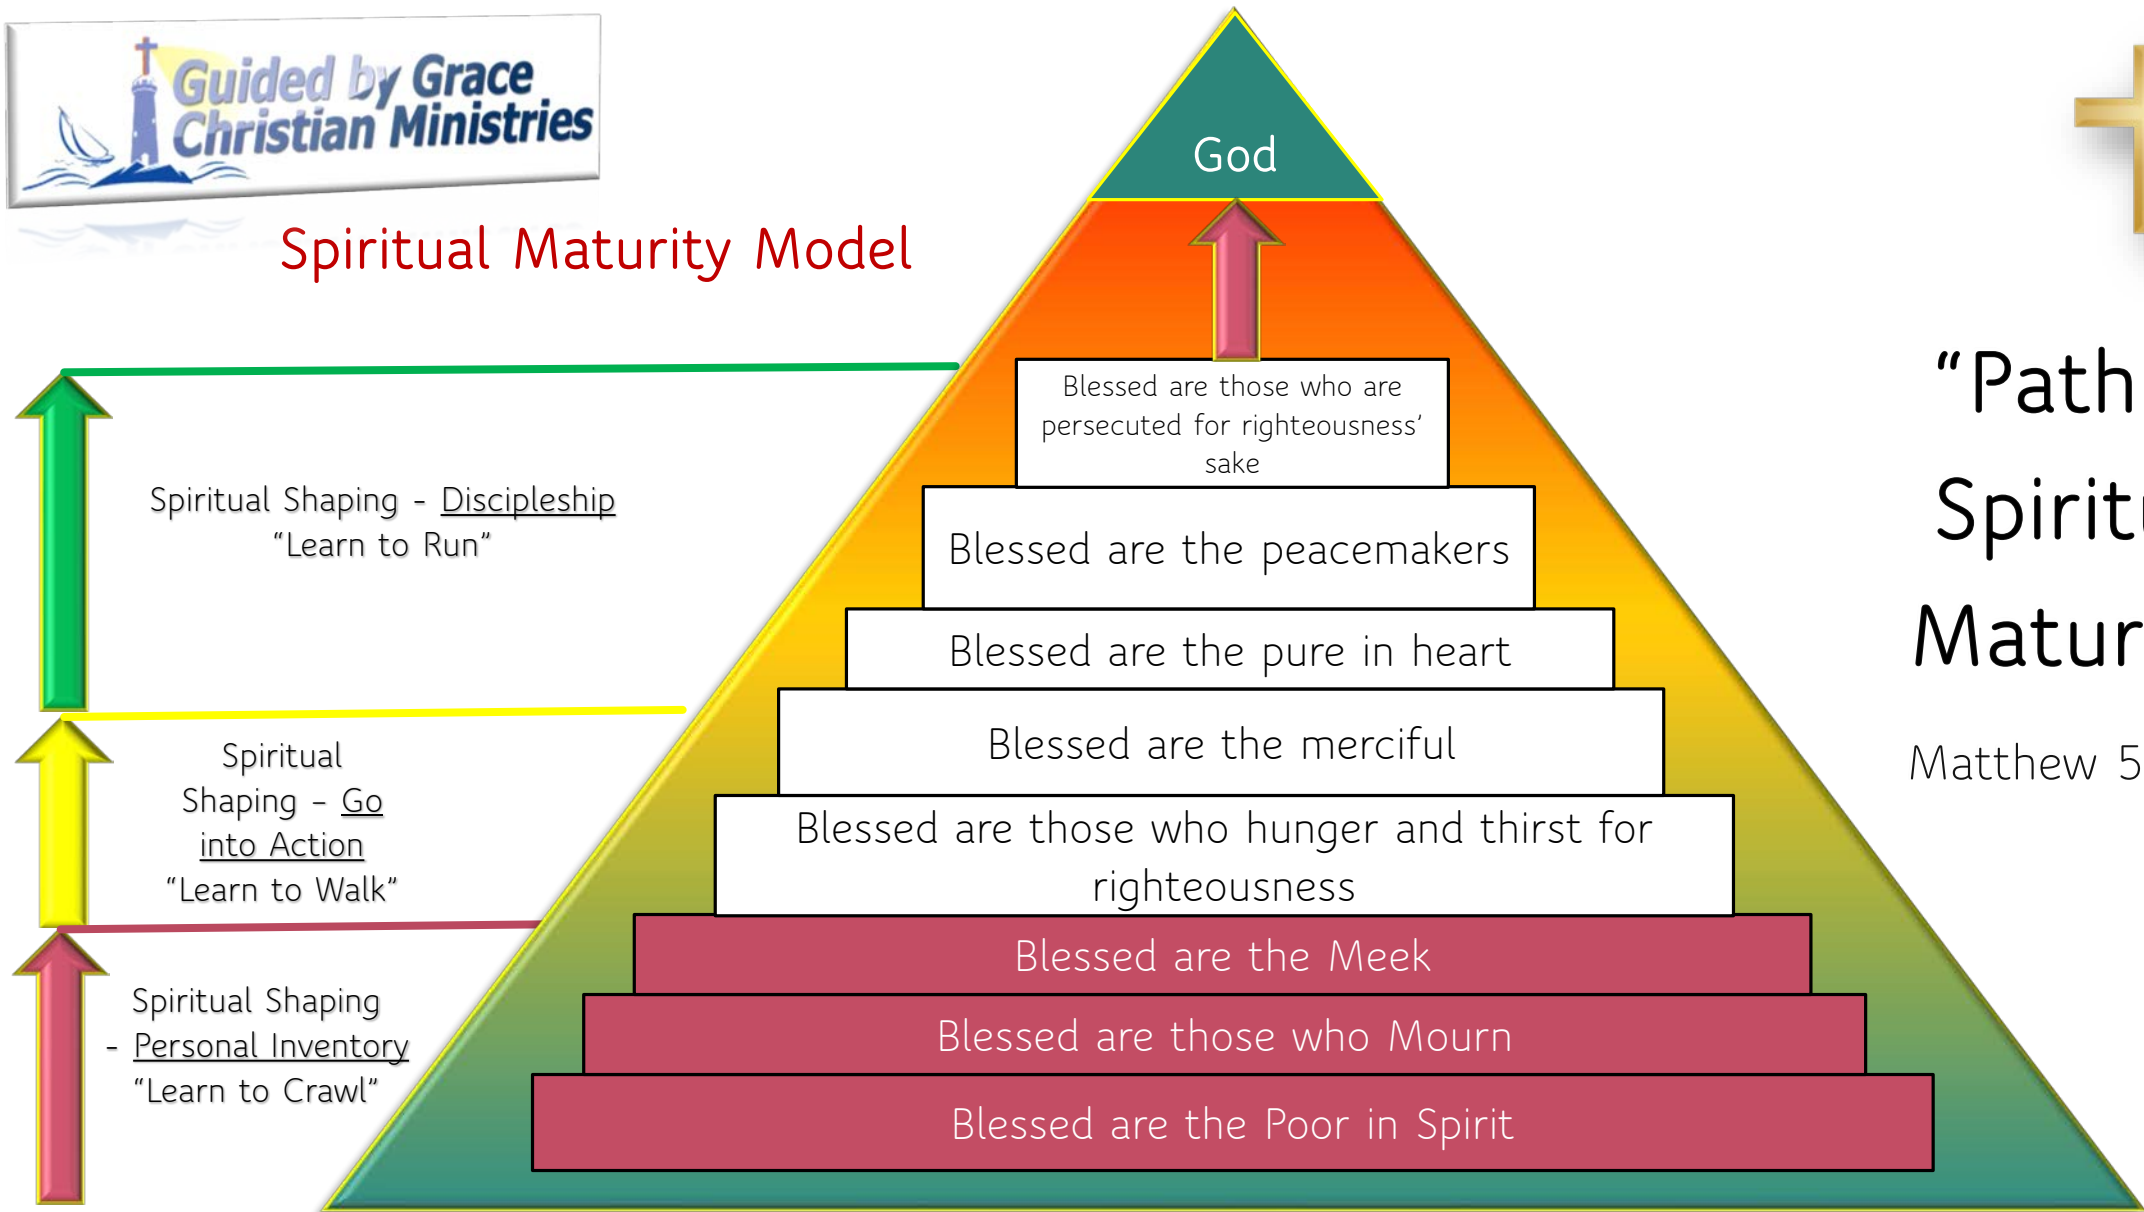 Guided by Grace
Christian Ministries
Spiritual Maturity Model
God
Blessed are those who are
persecuted for righteousness’
sake
Blessed are the peacemakers
Blessed are the pure in heart
Blessed are the merciful
Blessed are those who hunger and thirst for
righteousness
Blessed are the Meek
Blessed are those who Mourn
Blessed are the Poor in Spirit
Spiritual Shaping - Discipleship
“Learn to Run”
Spiritual
Shaping – Go
into Action
“Learn to Walk”
Spiritual Shaping
- Personal Inventory
“Learn to Crawl”
“Path
Matthew 5